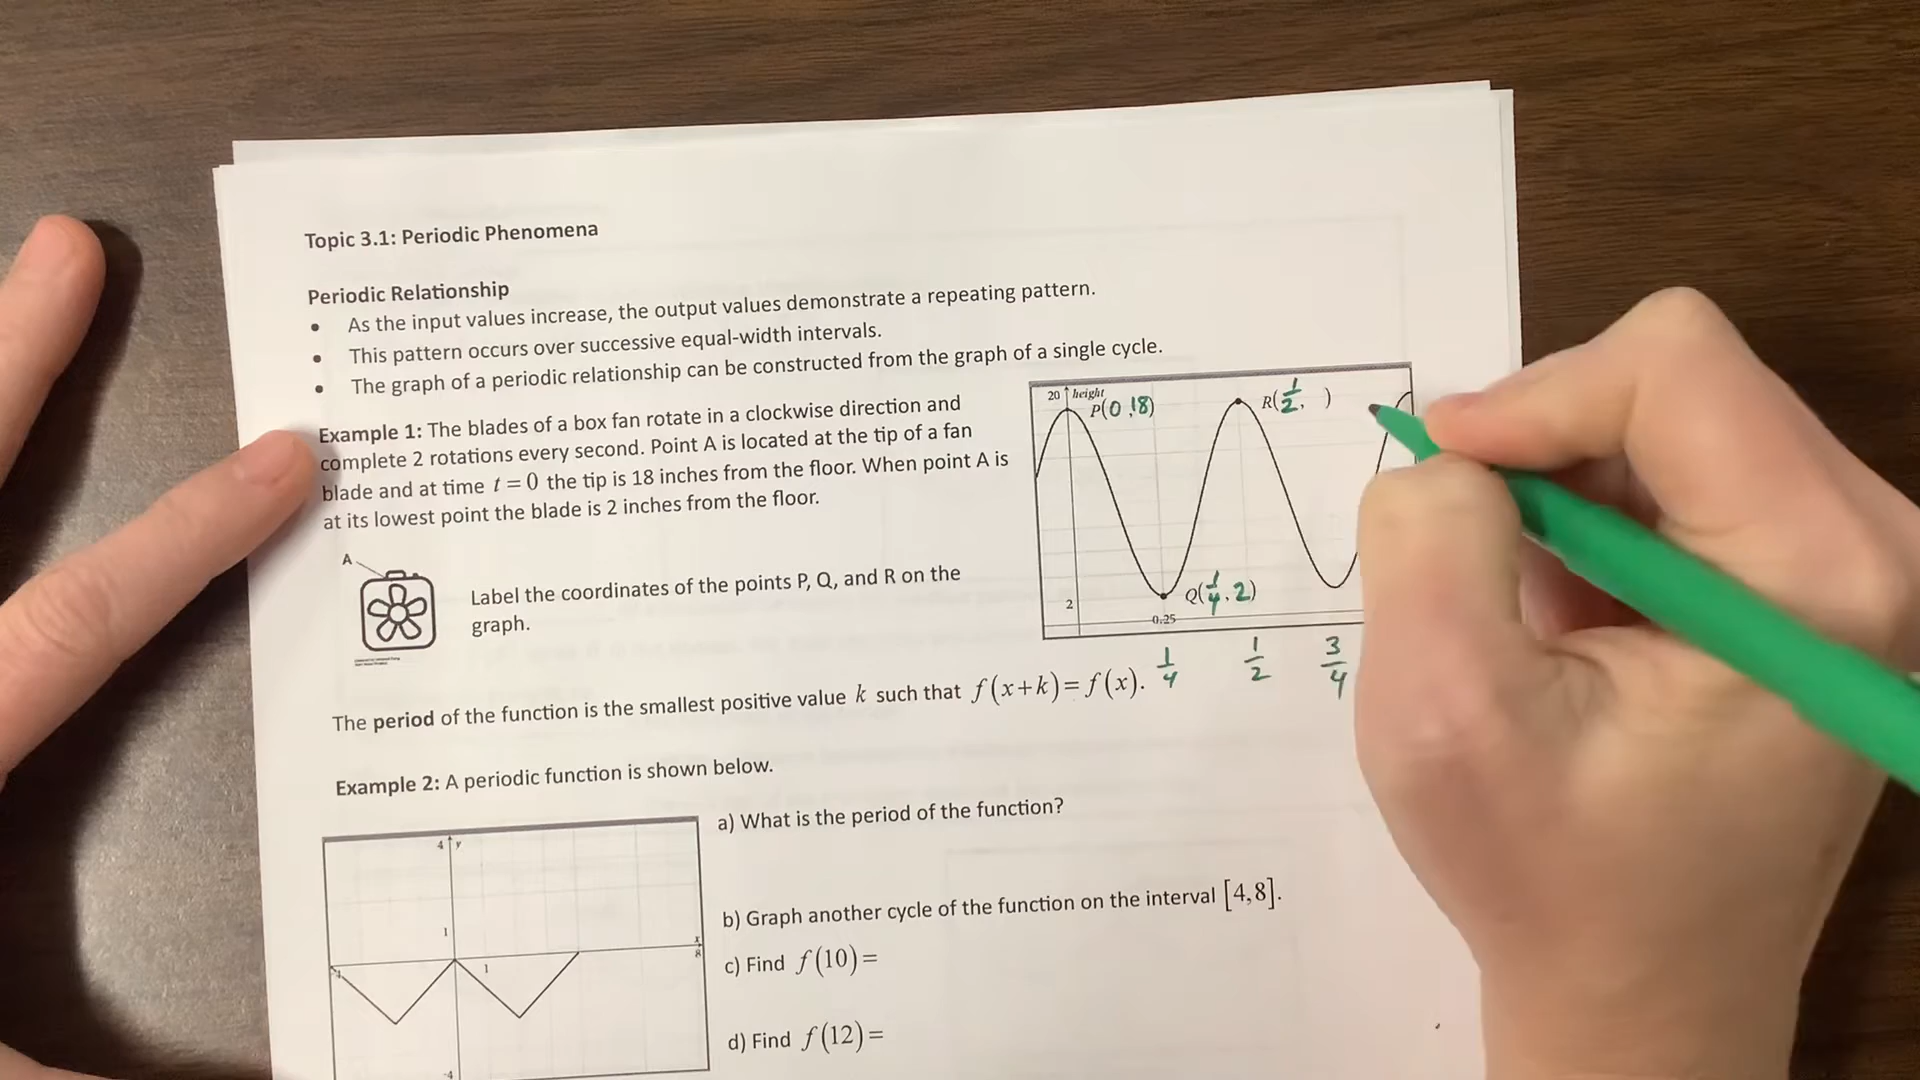 Topic 3.1: Periodic Phenomena
Periodic Relationship
• As the input values increase, the output values demonstrate a repeating pattern.
• This pattern occurs over successive equal-width intervals.
• The graph of a periodic relationship can be constructed from the graph of a single cycle.
Example 1: The blades of a box fan rotate in a clockwise direction and
complete 2 rotations every second. Point A is located at the tip of a fan
blade and at time t = 0 the tip is 18 inches from the floor. When point A is
at its lowest point the blade is 2 inches from the floor.
20 height
P(0,18)
R(1/2, )
Q(1/4, 2)
2
0.25
1/4 1/2 3/4
A
Label the coordinates of the points P, Q, and R on the
graph.
The period of the function is the smallest positive value k such that f(x+k)=f(x).
Example 2: A periodic function is shown below.
4 y
1
1
x
8
-4
a) What is the period of the function?
b) Graph another cycle of the function on the interval [4,8].
c) Find f(10)=
d) Find f(12)=